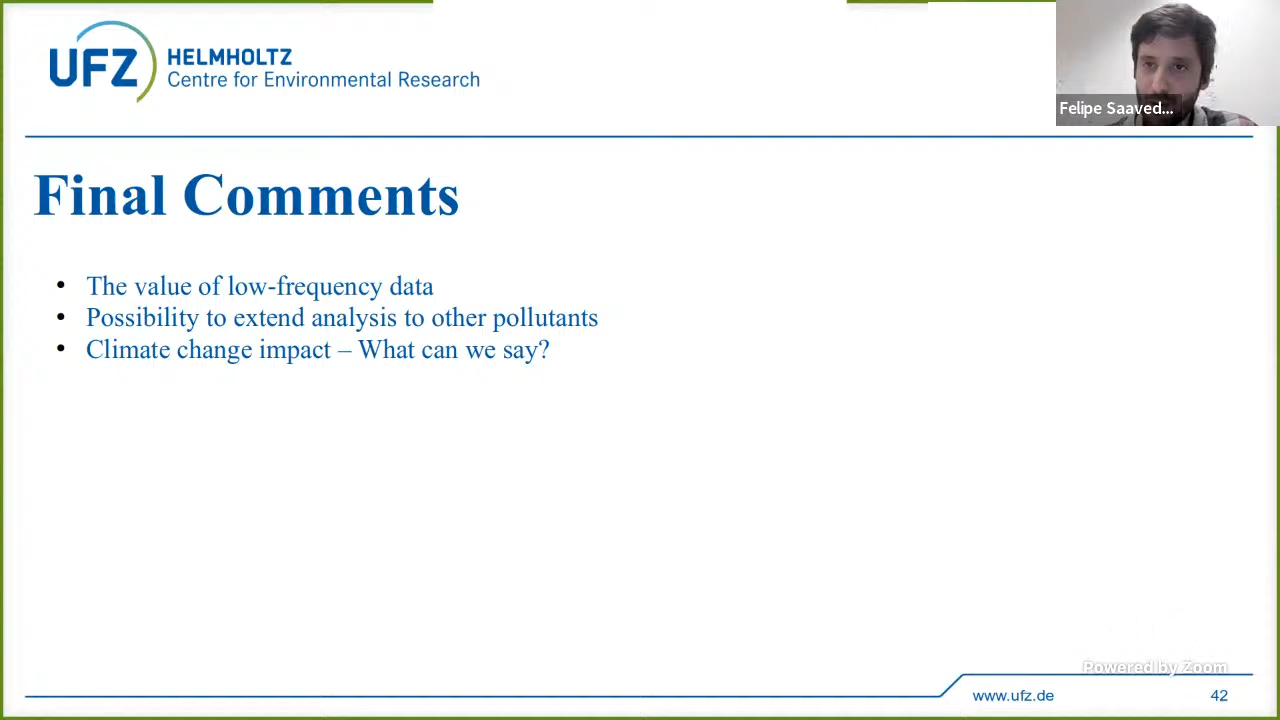 UFZ HELMHOLTZ
Centre for Environmental Research
Felipe Saaved...
Final Comments
• The value of low-frequency data
• Possibility to extend analysis to other pollutants
• Climate change impact – What can we say?
Powered by Zoom
www.ufz.de 42